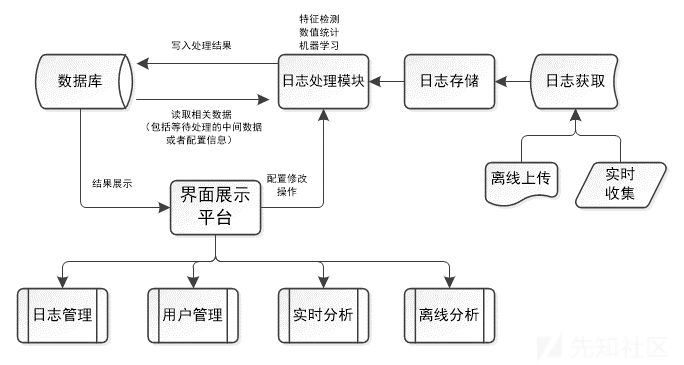 特征检测
数值统计
机器学习
写入处理结果
数据库
日志处理模块
日志存储
日志获取
读取相关数据
（包括等待处理的中间数据
或者配置信息）
离线上传
实时
收集
结果展示
界面展示
平台
配置修改
操作
日志管理
用户管理
实时分析
离线分析
先知社区